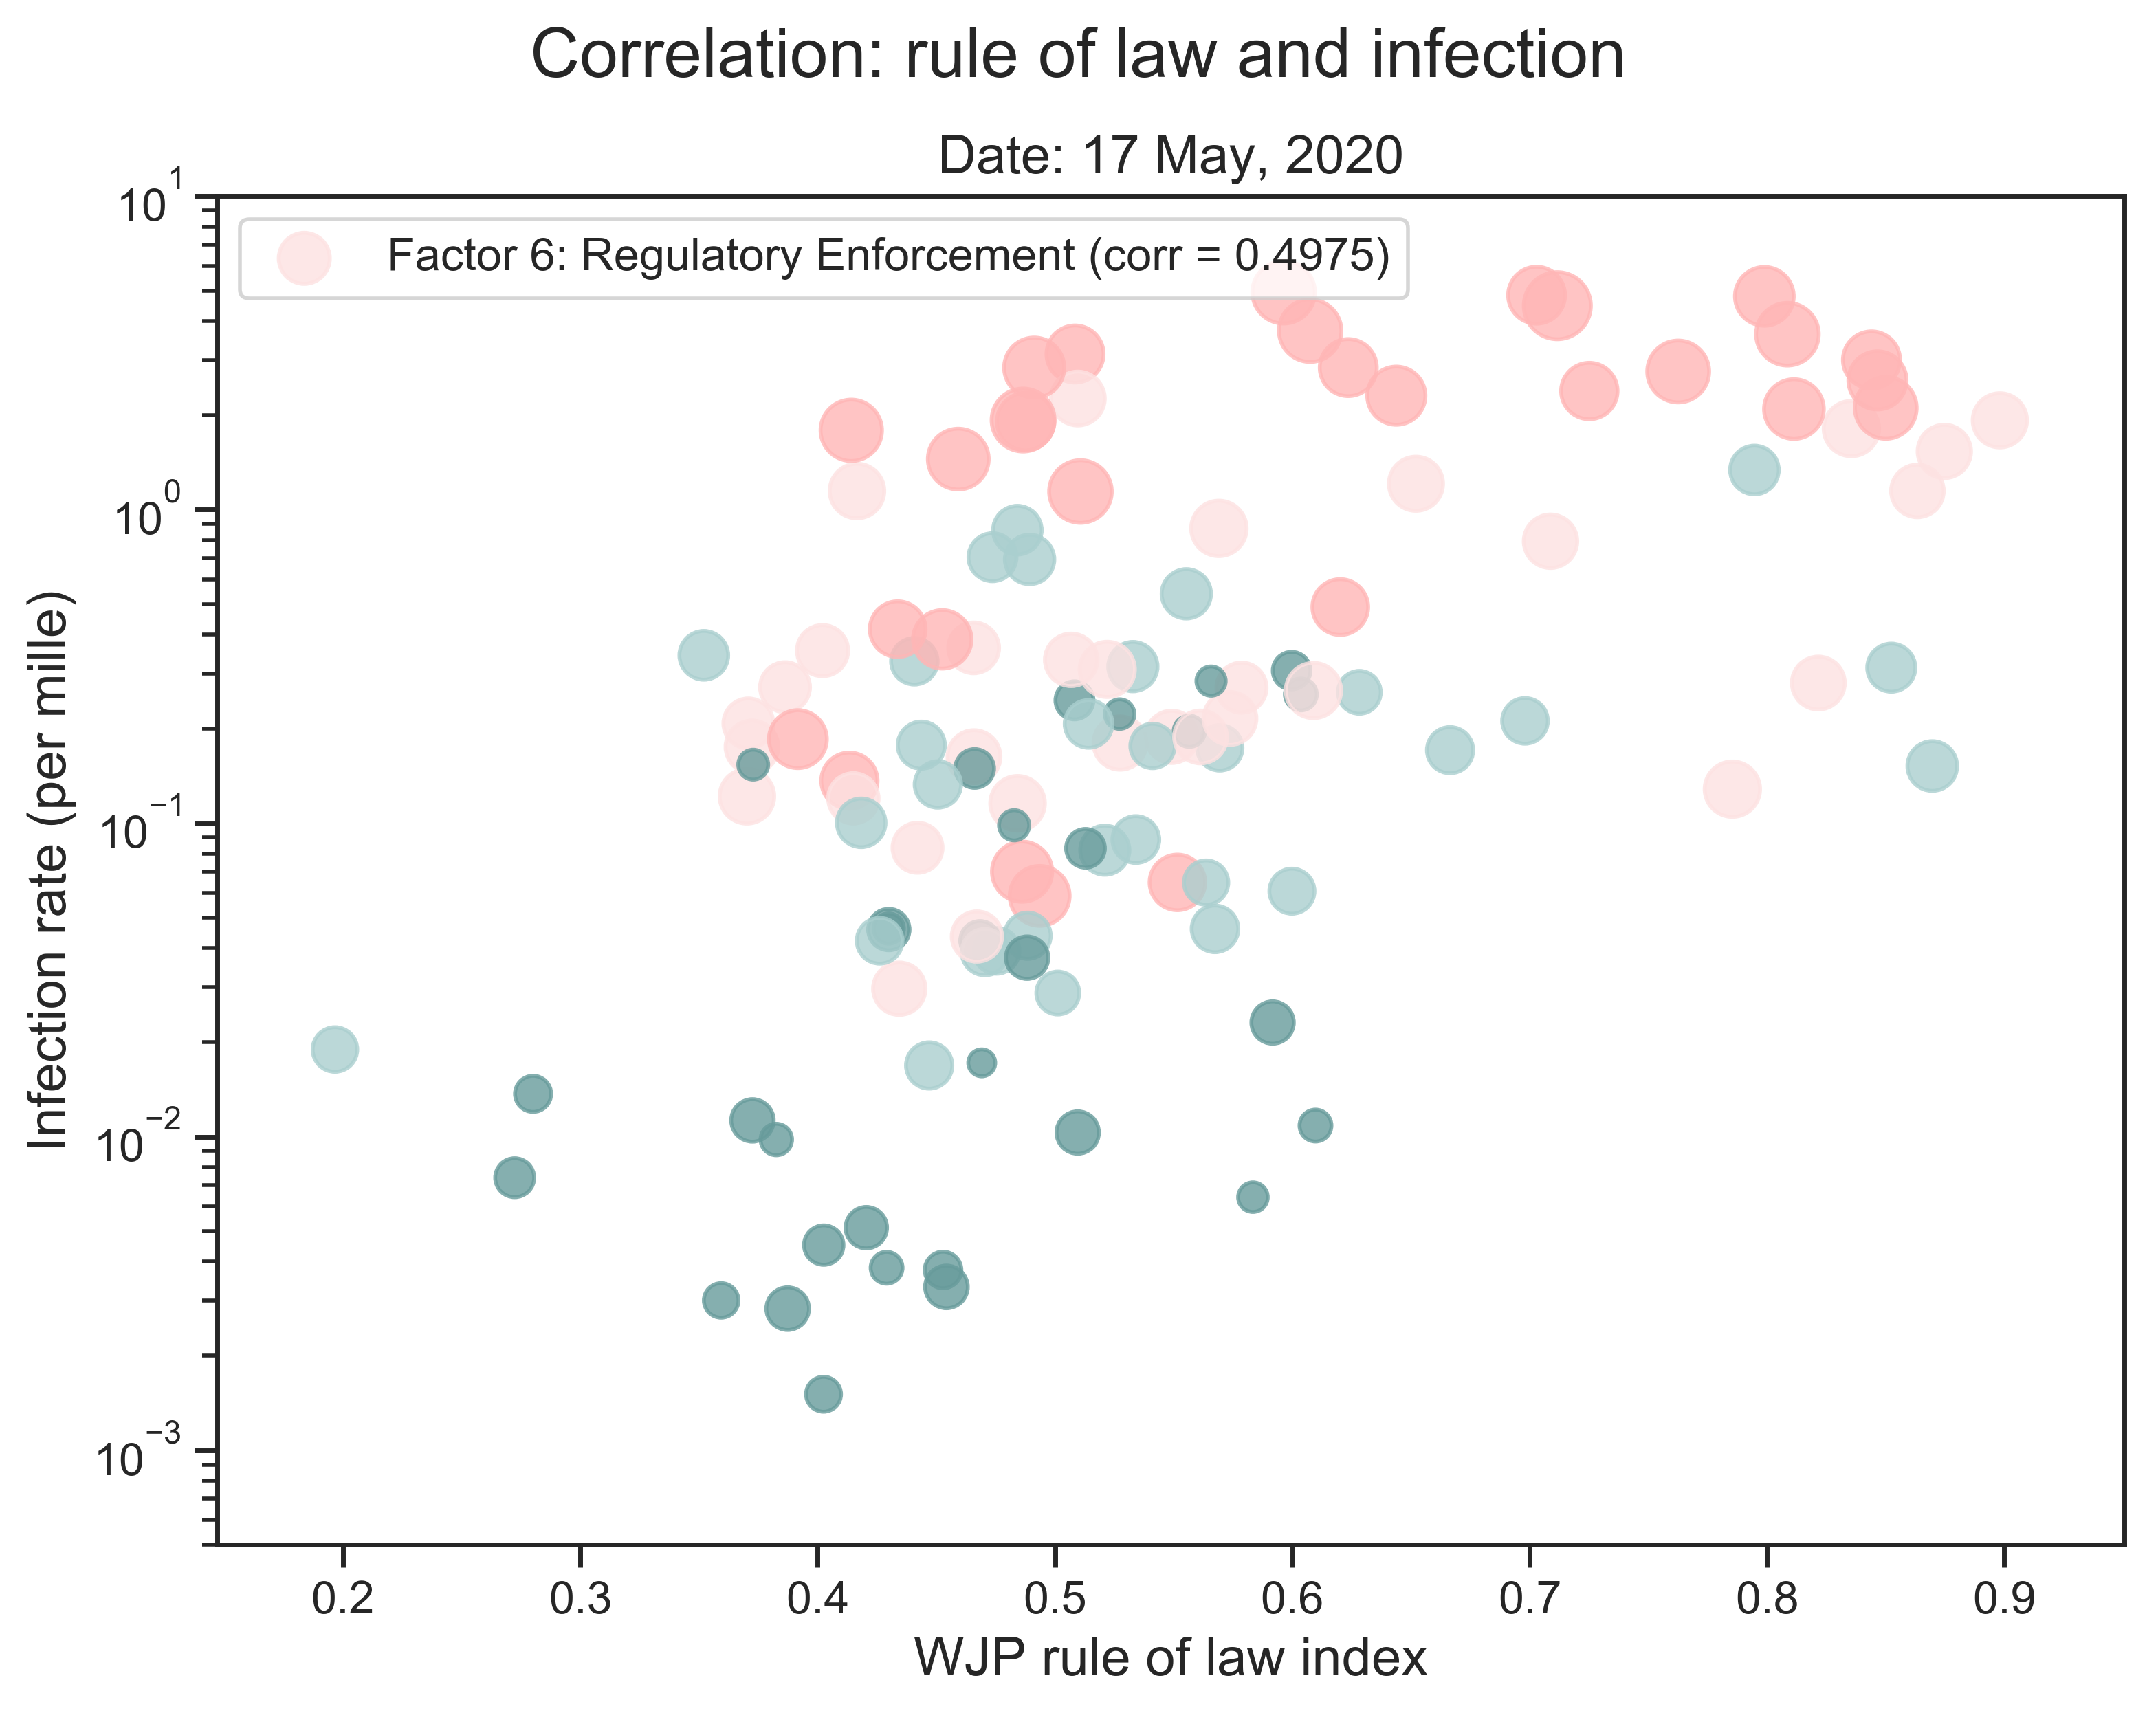 Correlation: rule of law and infection
Date: 17 May, 2020
Factor 6: Regulatory Enforcement (corr = 0.4975)
Infection rate (per mille)
10^1
10^0
10^−1
10^−2
10^−3
0.2 0.3 0.4 0.5 0.6 0.7 0.8 0.9
WJP rule of law index